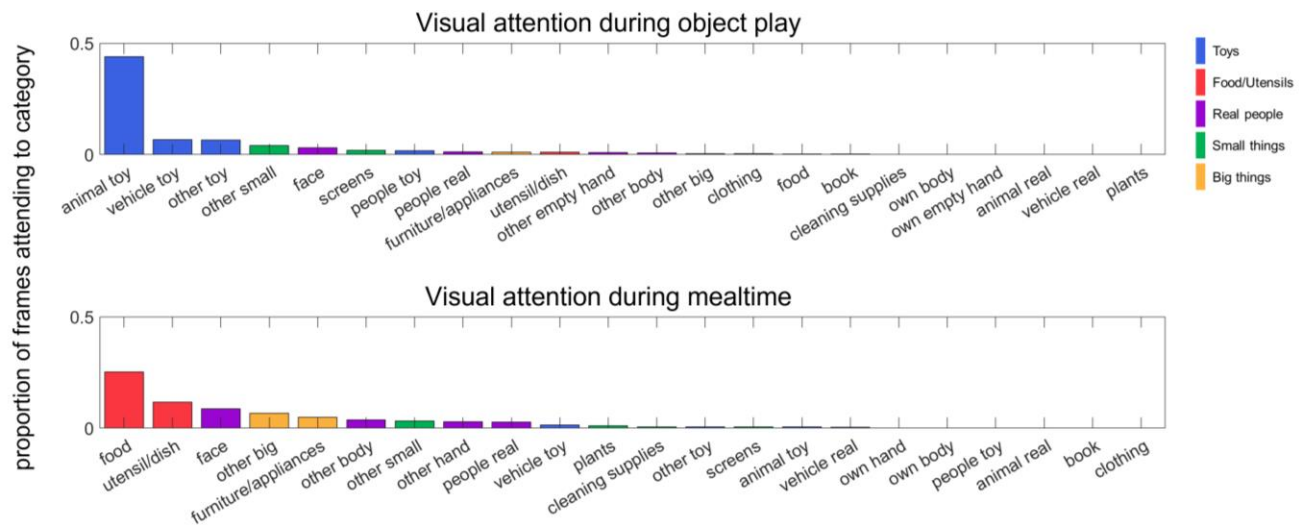 Visual attention during object play
proportion of frames attending to category
0.5
0
animal toy
vehicle toy
other toy
other small
face
screens
people toy
people real
furniture/appliances
utensil/dish
other empty hand
other body
other big
clothing
food
book
cleaning supplies
own body
own empty hand
animal real
vehicle real
plants
Toys
Food/Utensils
Real people
Small things
Big things
Visual attention during mealtime
0.5
0
food
utensil/dish
face
other big
furniture/appliances
other body
other small
other hand
people real
vehicle toy
plants
cleaning supplies
other toy
screens
animal toy
vehicle real
own hand
own body
people toy
animal real
book
clothing